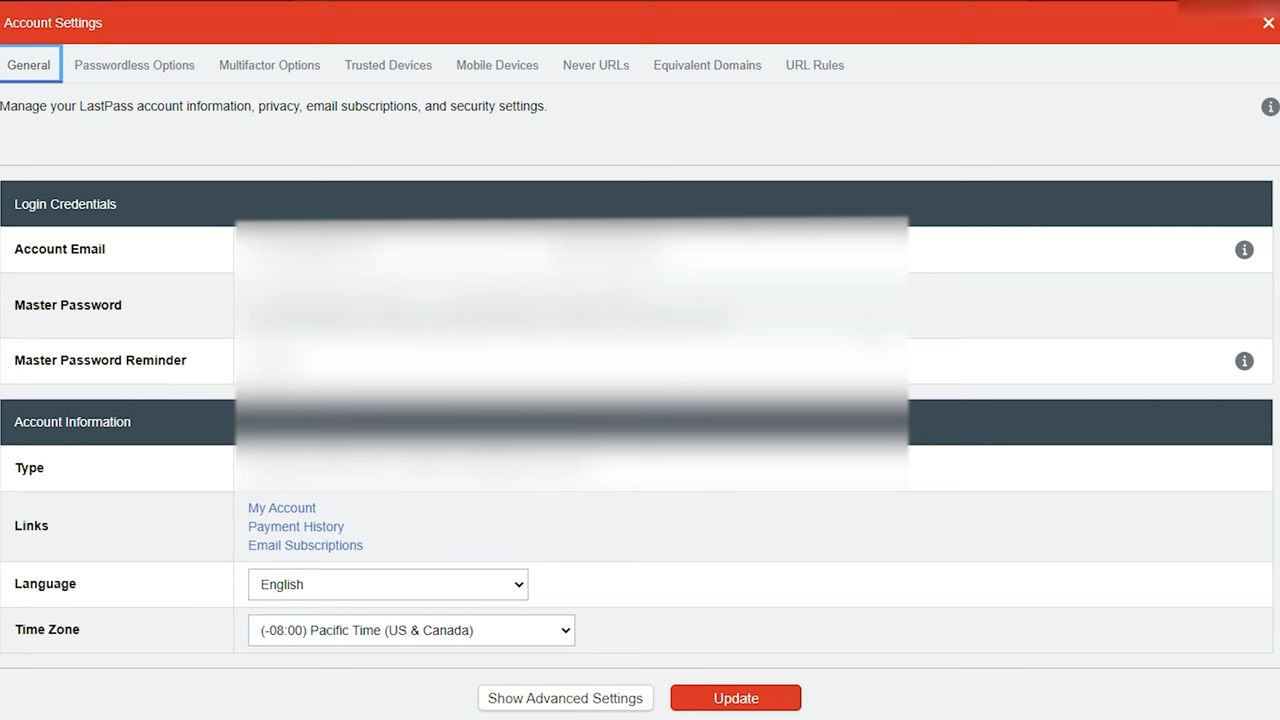 Account Settings
General Passwordless Options Multifactor Options Trusted Devices Mobile Devices Never URLs Equivalent Domains URL Rules
Manage your LastPass account information, privacy, email subscriptions, and security settings.
Login Credentials
Account Email
Master Password
Master Password Reminder
Account Information
Type
Links
My Account
Payment History
Email Subscriptions
Language
English
Time Zone
(-08:00) Pacific Time (US & Canada)
Show Advanced Settings Update